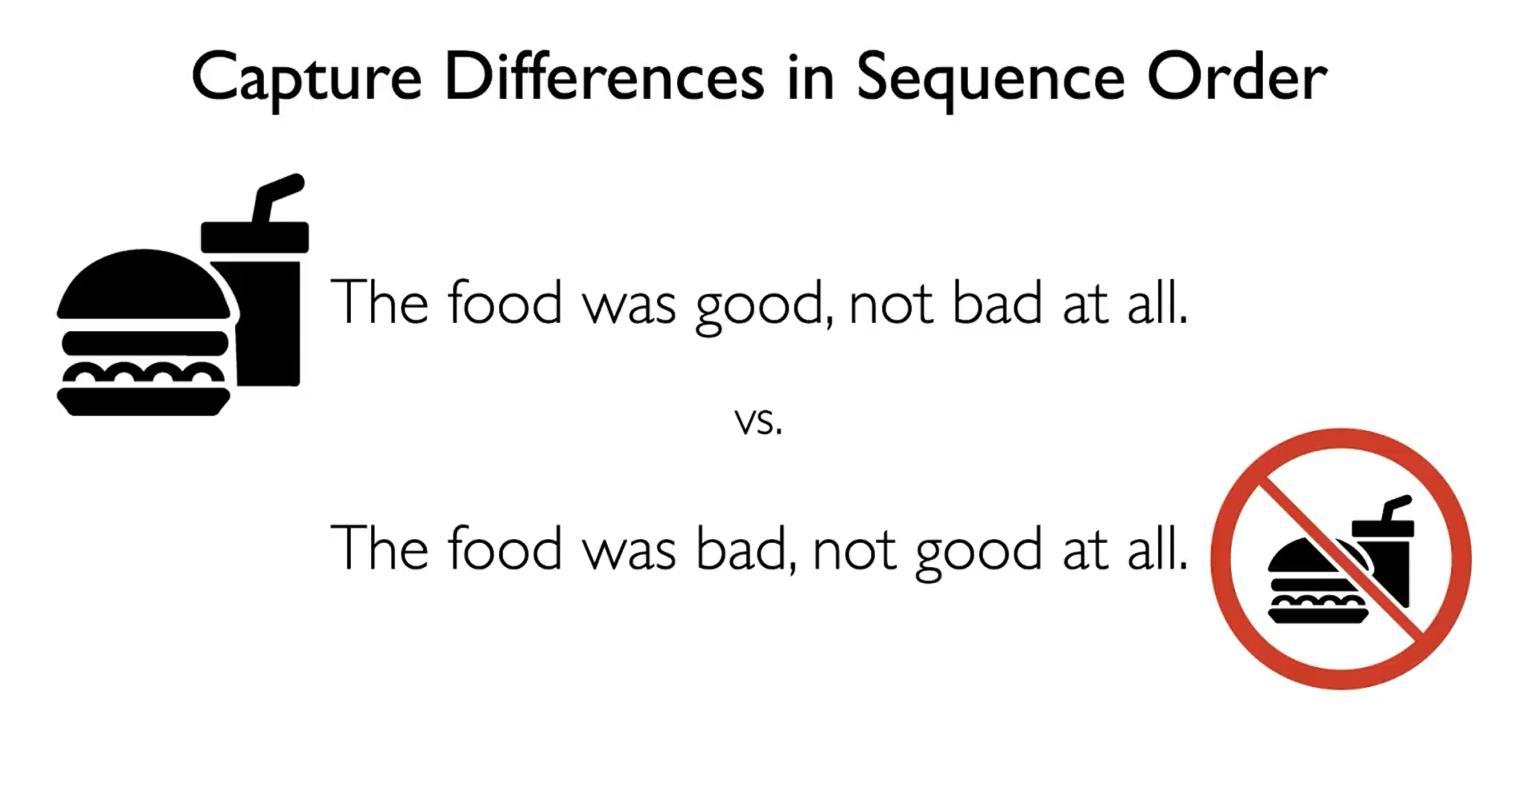 Capture Differences in Sequence Order
The food was good, not bad at all.
vs.
The food was bad, not good at all.